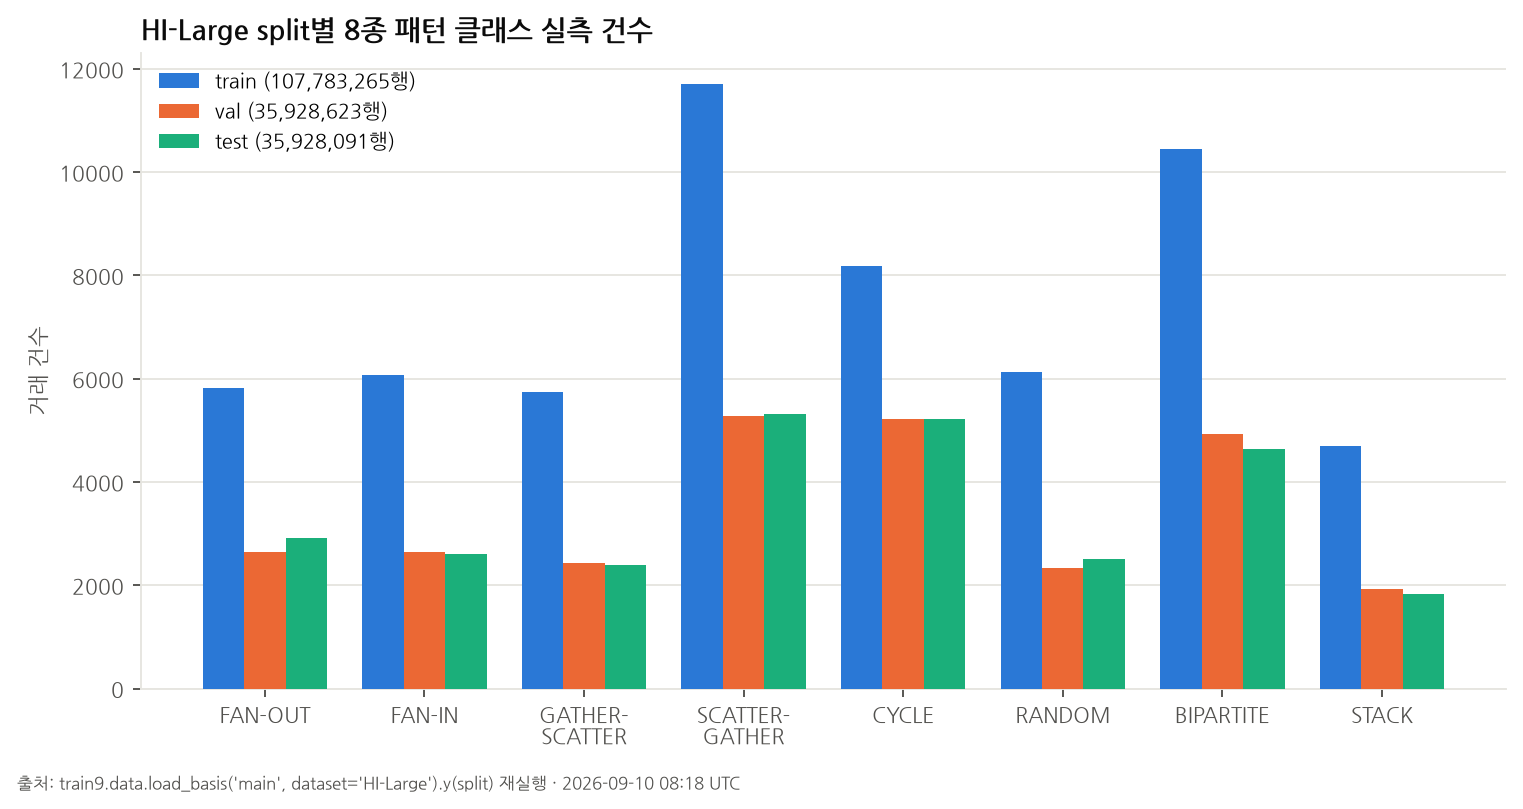 HI-Large split별 8종 패턴 클래스 실측 건수
train (107,783,265행)
val (35,928,623행)
test (35,928,091행)
거래 건수
12000
10000
8000
6000
4000
2000
0
FAN-OUT
FAN-IN
GATHER-
SCATTER
SCATTER-
GATHER
CYCLE
RANDOM
BIPARTITE
STACK
출처: train9.data.load_basis('main', dataset='HI-Large').y(split) 재실행 · 2026-09-10 08:18 UTC